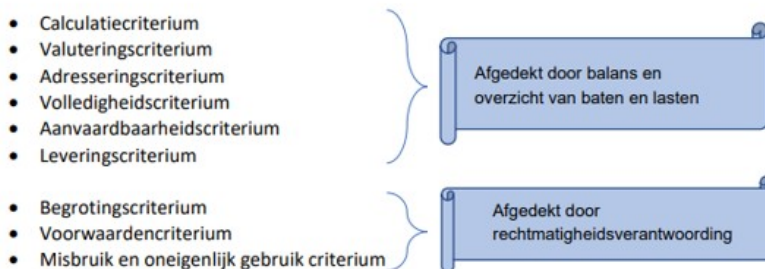 • Calculatiecriterium
• Valuteringscriterium
• Adresseringscriterium
• Volledigheidscriterium
• Aanvaardbaarheidscriterium
• Leveringscriterium
Afgedekt door balans en
overzicht van baten en lasten
• Begrotingscriterium
• Voorwaardencriterium
• Misbruik en oneigenlijk gebruik criterium
Afgedekt door
rechtmatigheidsverantwoording